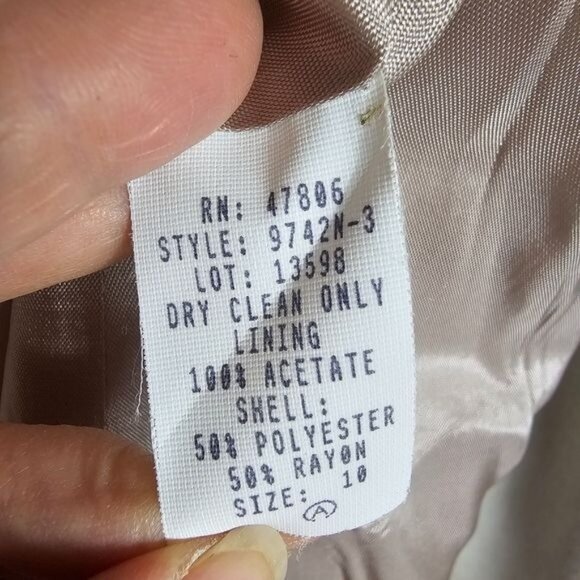 RN: 47806
STYLE: 9742N-3
LOT: 13598
DRY CLEAN ONLY
LINING
100% ACETATE
SHELL:
50% POLYESTER
50% RAYON
SIZE: 10
A